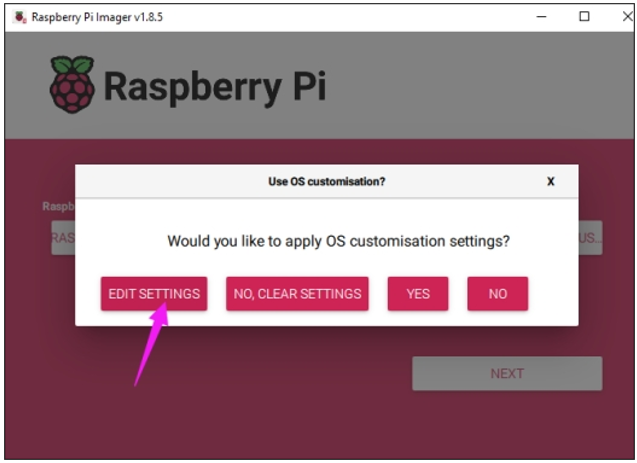 Raspberry Pi Imager v1.8.5
Raspberry Pi
Use OS customisation?
X
Raspb
Would you like to apply OS customisation settings?
RAS
US...
EDIT SETTINGS
NO, CLEAR SETTINGS
YES
NO
NEXT